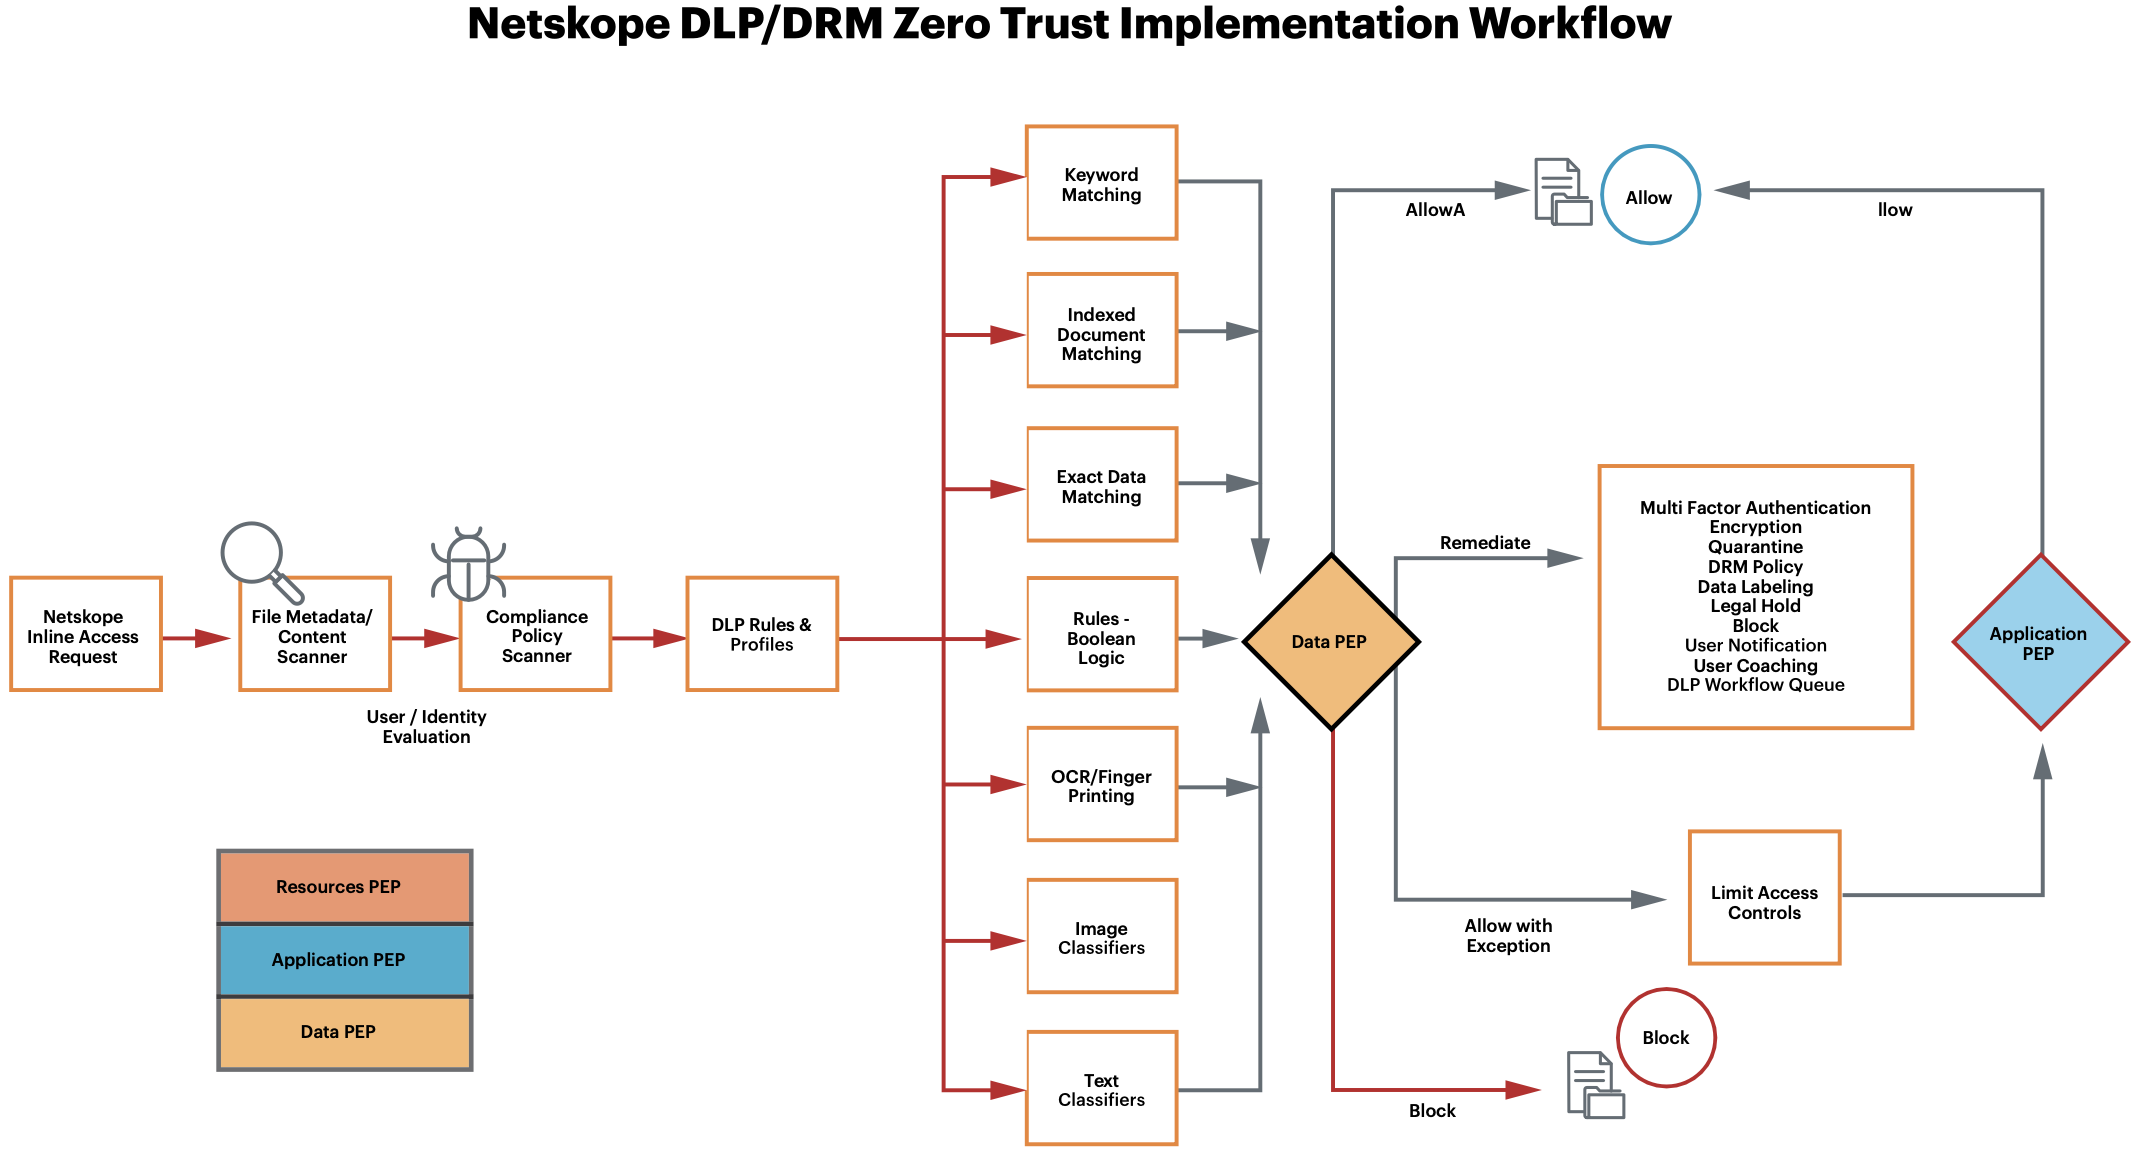 Netskope DLP/DRM Zero Trust Implementation Workflow
Netskope
Inline Access
Request
File Metadata/
Content
Scanner
Compliance
Policy
Scanner
User / Identity
Evaluation
DLP Rules &
Profiles
Keyword
Matching
Indexed
Document
Matching
Exact Data
Matching
Rules -
Boolean
Logic
OCR/Finger
Printing
Image
Classifiers
Text
Classifiers
Data PEP
AllowA
Allow
llow
Remediate
Multi Factor Authentication
Encryption
Quarantine
DRM Policy
Data Labeling
Legal Hold
Block
User Notification
User Coaching
DLP Workflow Queue
Application
PEP
Allow with
Exception
Limit Access
Controls
Block
Block
Resources PEP
Application PEP
Data PEP